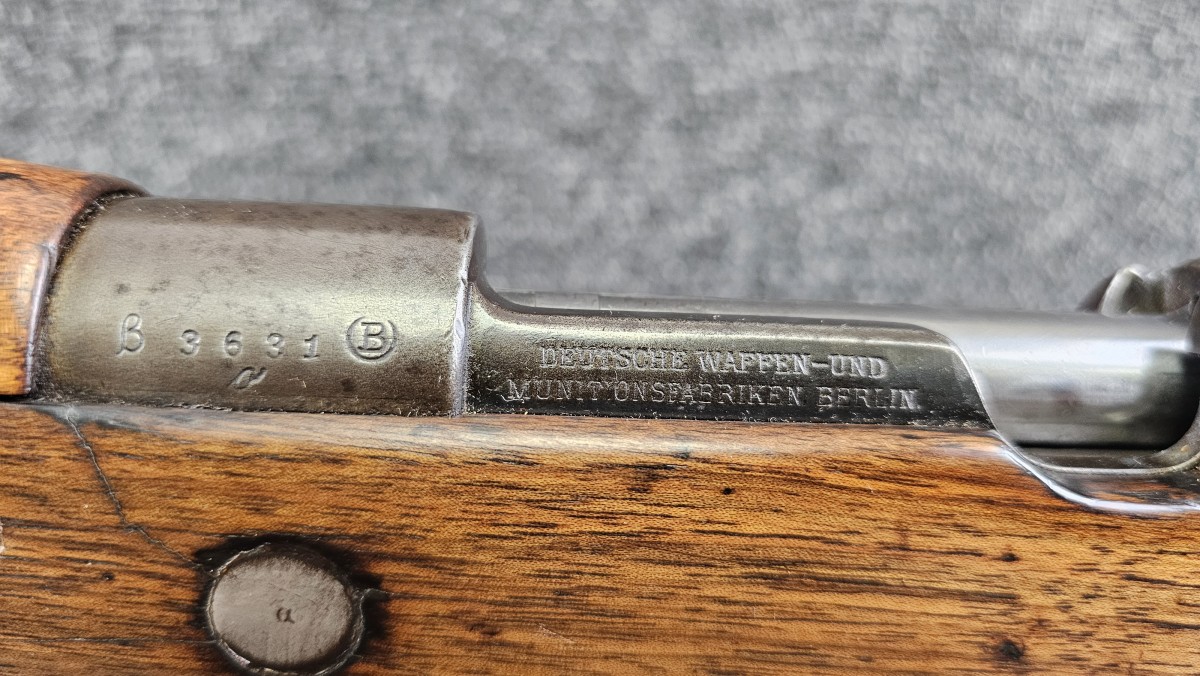 B 3631 B
DEUTSCHE WAFFEN-UND
MUNITIONSFABRIKEN BERLIN
a